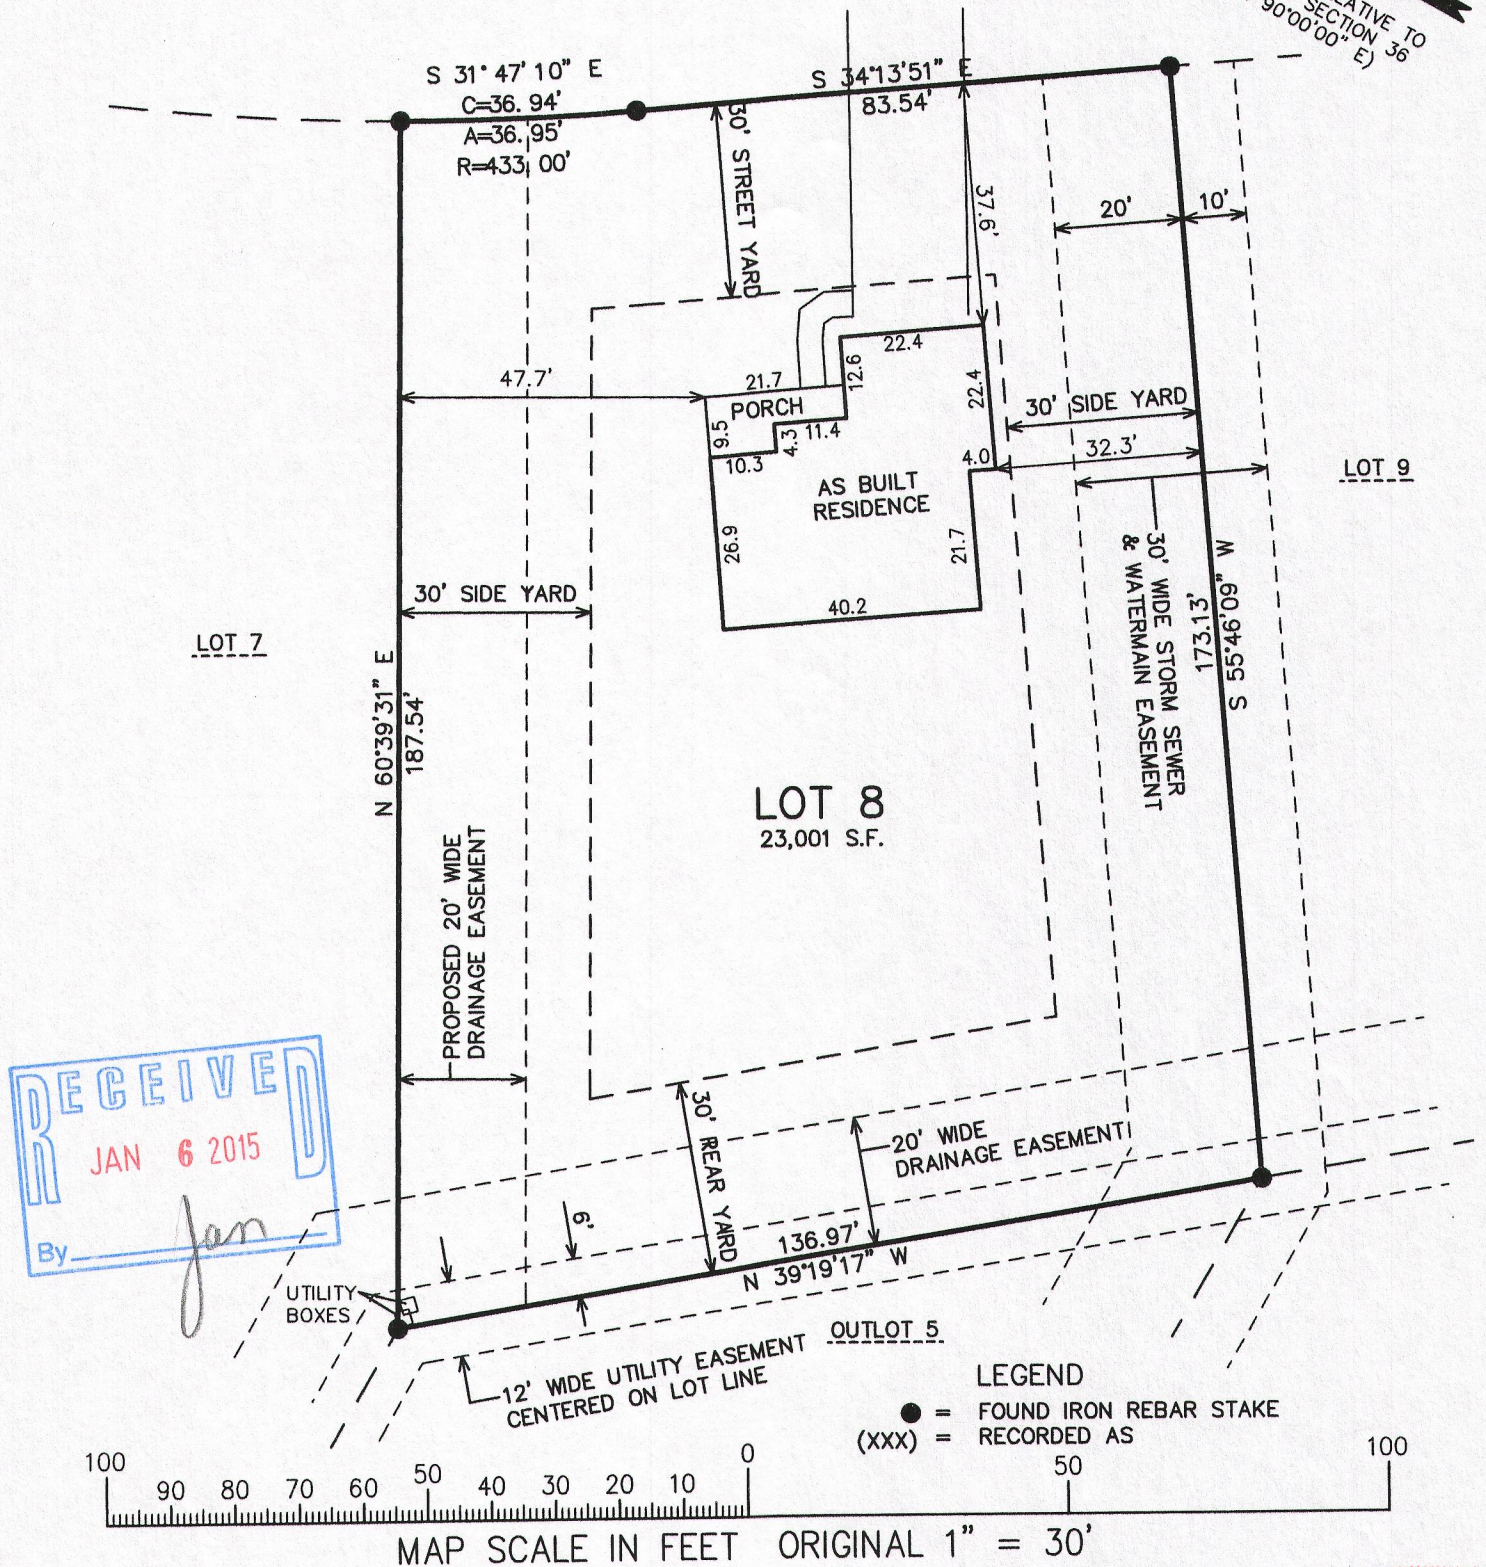 ATIVE TO
SECTION 36
90°00'00" E)
S 31°47'10" E
C=36.94'
A=36.95'
R=433.00'
S 34°13'51" E
83.54'
30' STREET YARD
37.6'
20'
10'
47.7'
21.7
PORCH
12.6
22.4
22.4
9.5
10.3
4.3
11.4
4.0
AS BUILT
RESIDENCE
26.9
21.7
40.2
30' SIDE YARD
32.3'
LOT 9
30' WIDE STORM SEWER
& WATERMAIN EASEMENT
S 55°46'09" W
173.13'
30' SIDE YARD
LOT 7
N 60°39'31" E
187.54'
LOT 8
23,001 S.F.
PROPOSED 20' WIDE
DRAINAGE EASEMENT
RECEIVED
JAN 6 2015
By Jan
30' REAR YARD
20' WIDE
DRAINAGE EASEMENT
6'
136.97'
N 39°19'17" W
UTILITY
BOXES
OUTLOT 5
12' WIDE UTILITY EASEMENT
CENTERED ON LOT LINE
LEGEND
= FOUND IRON REBAR STAKE
(XXX) = RECORDED AS
100 90 80 70 60 50 40 30 20 10 0 50 100
MAP SCALE IN FEET ORIGINAL 1" = 30'